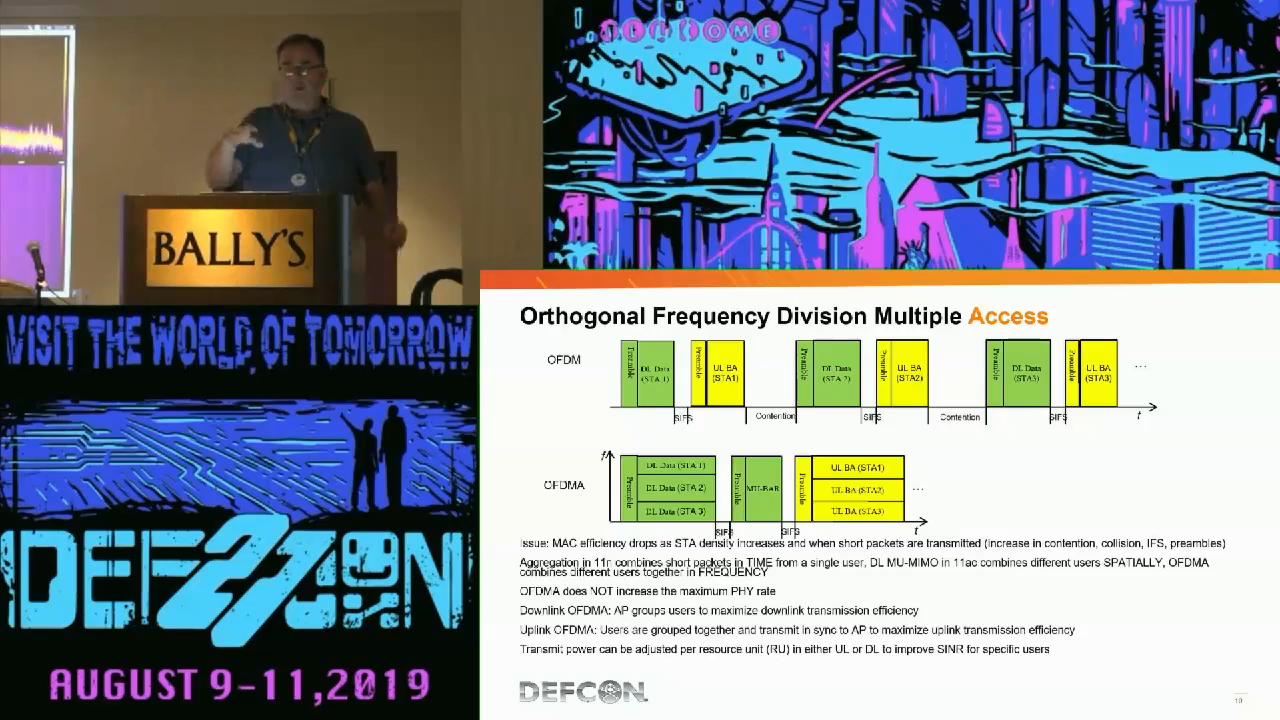 WELCOME
BALLY'S
VISIT THE WORLD OF TOMORROW
DEF CON
27
AUGUST 9-11,2019
Orthogonal Frequency Division Multiple Access
OFDM
Preamble
DL Data
(STA 1)
Preamble
UL BA
(STA1)
Preamble
DL Data
(STA 2)
Preamble
UL BA
(STA2)
Preamble
DL Data
(STA3)
Preamble
UL BA
(STA3)
...
SIFS
Contention
SIFS
Contention
SIFS
t
f
OFDMA
Preamble
DL Data (STA 1)
DL Data (STA 2)
DL Data (STA 3)
Preamble
MU-BAR
Preamble
UL BA (STA1)
UL BA (STA2)
UL BA (STA3)
...
SIFS
SIFS
t
Issue: MAC efficiency drops as STA density increases and when short packets are transmitted (increase in contention, collision, IFS, preambles)
Aggregation in 11n combines short packets in TIME from a single user, DL MU-MIMO in 11ac combines different users SPATIALLY, OFDMA
combines different users together in FREQUENCY
OFDMA does NOT increase the maximum PHY rate
Downlink OFDMA: AP groups users to maximize downlink transmission efficiency
Uplink OFDMA: Users are grouped together and transmit in sync to AP to maximize uplink transmission efficiency
Transmit power can be adjusted per resource unit (RU) in either UL or DL to improve SINR for specific users
DEFCON
10